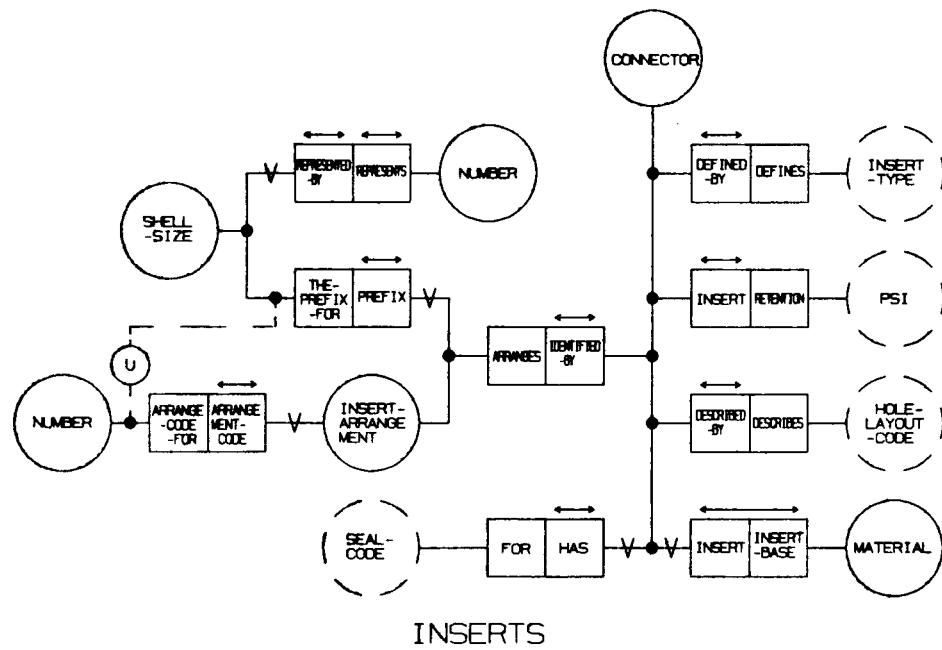 CONNECTOR
REPRESENTED
-BY
REPRESENTS
NUMBER
DEFINED
-BY
DEFINES
INSERT
-TYPE
SHELL
-SIZE
THE-
PREFIX
-FOR
PREFIX
INSERT
RETENTION
PSI
V
V
U
ARRANGES
IDENTIFIED
-BY
NUMBER
ARRANGE
-CODE
-FOR
ARRANGE
MENT-
CODE
V
INSERT-
ARRANGE
MENT
DESCRIBED
-BY
DESCRIBES
HOLE-
LAYOUT
-CODE
SEAL-
CODE
FOR
HAS
V
V
INSERT
INSERT
-BASE
MATERIAL
INSERTS